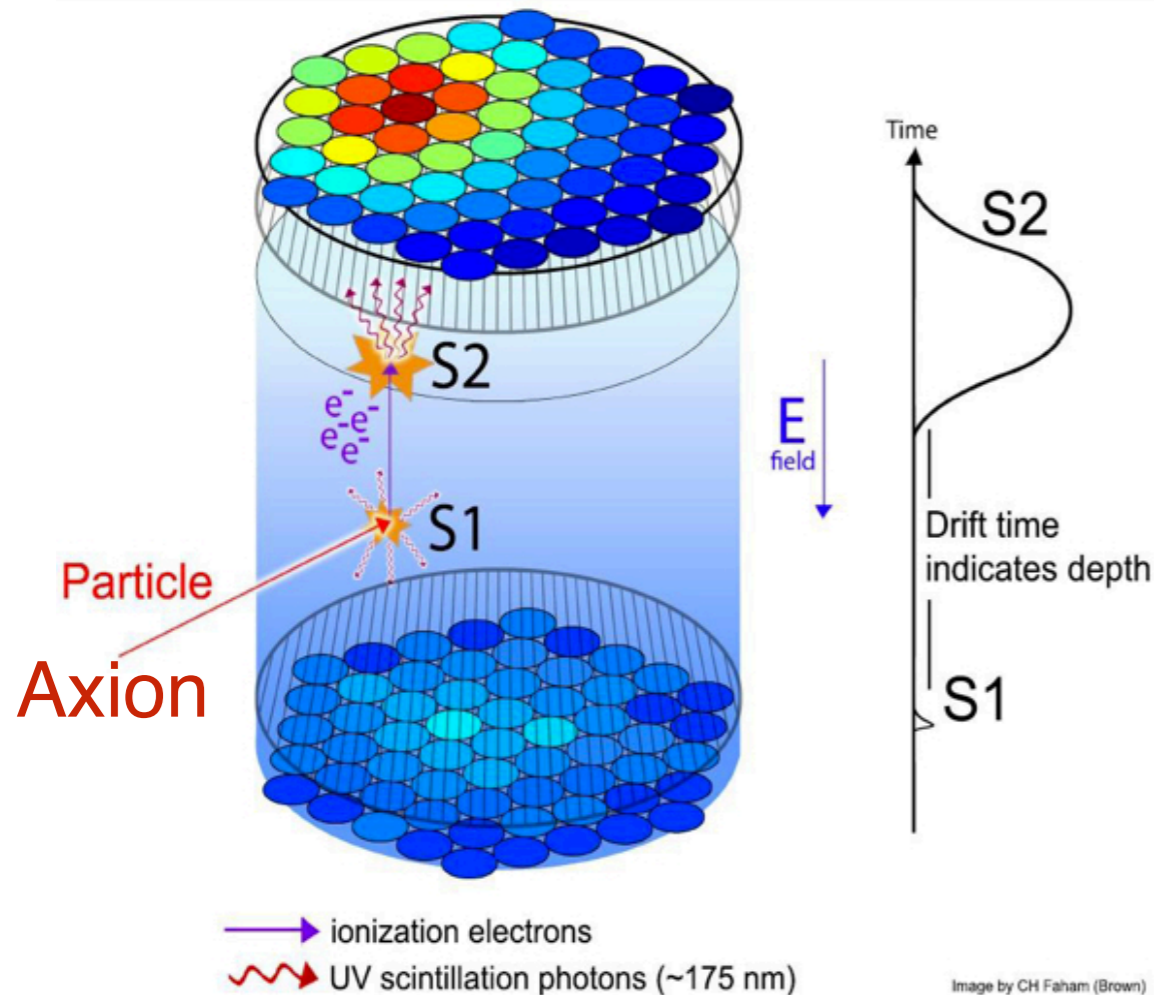 Time
S2
S2
e-
e-
e-
e-
E
field
S1
Drift time
indicates depth
Particle
Axion
S1
ionization electrons
UV scintillation photons (~175 nm)
Image by CH Faham (Brown)